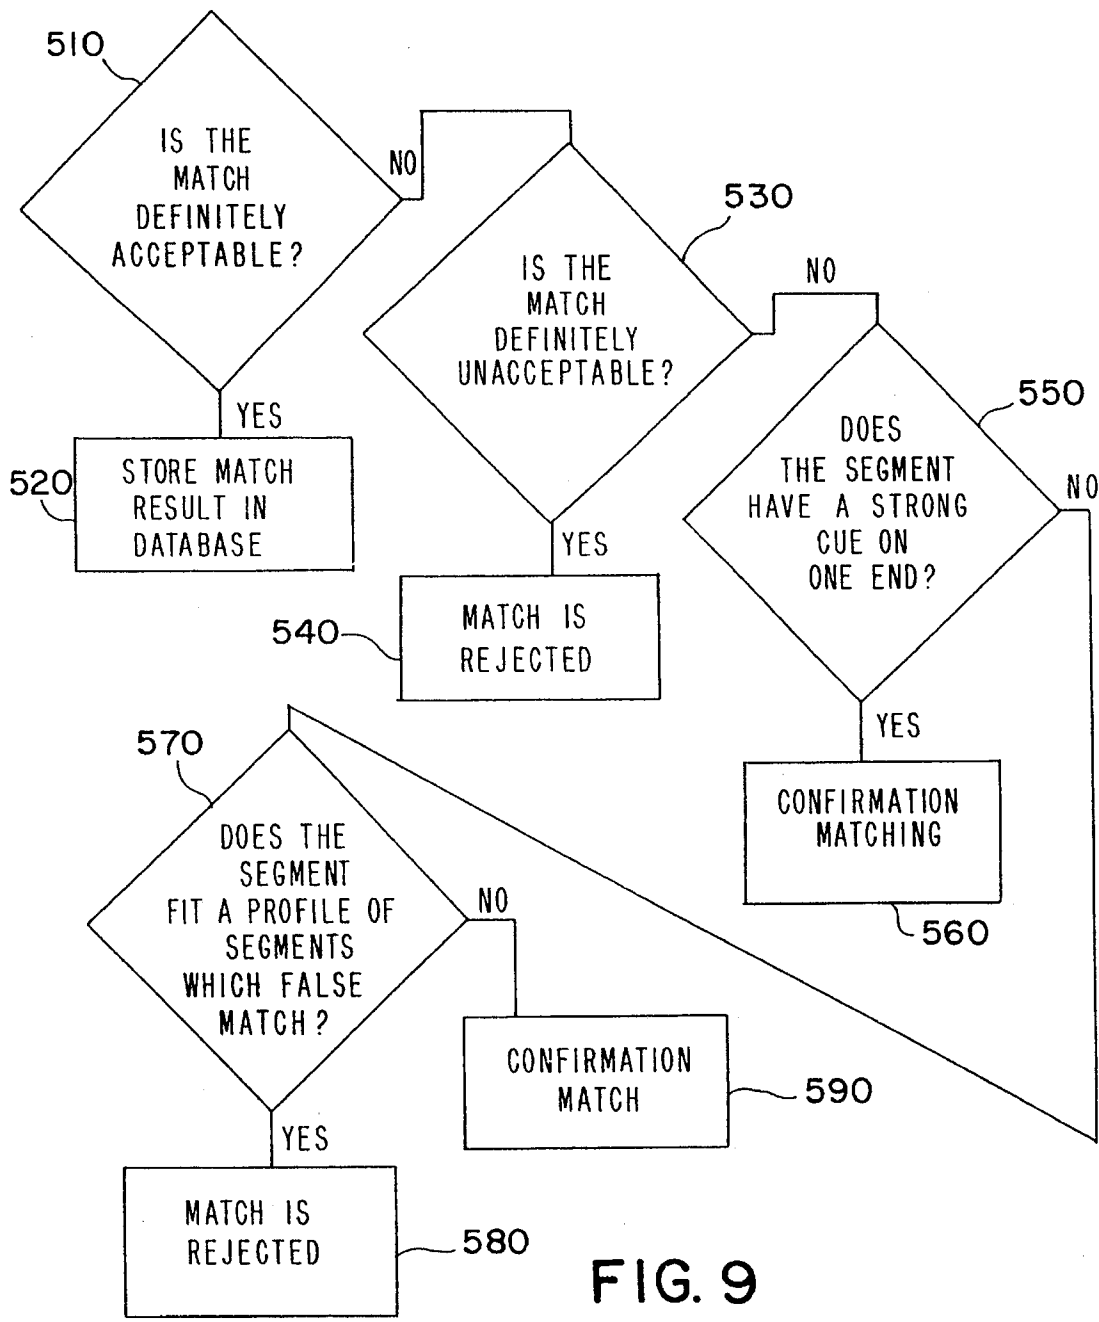 510
IS THE
MATCH
DEFINITELY
ACCEPTABLE?
NO
YES
520
STORE MATCH
RESULT IN
DATABASE
530
IS THE
MATCH
DEFINITELY
UNACCEPTABLE?
NO
YES
540
MATCH IS
REJECTED
550
DOES
THE SEGMENT
HAVE A STRONG
CUE ON
ONE END?
NO
YES
CONFIRMATION
MATCHING
560
570
DOES THE
SEGMENT
FIT A PROFILE OF
SEGMENTS
WHICH FALSE
MATCH?
NO
CONFIRMATION
MATCH
590
YES
MATCH IS
REJECTED
580
FIG. 9